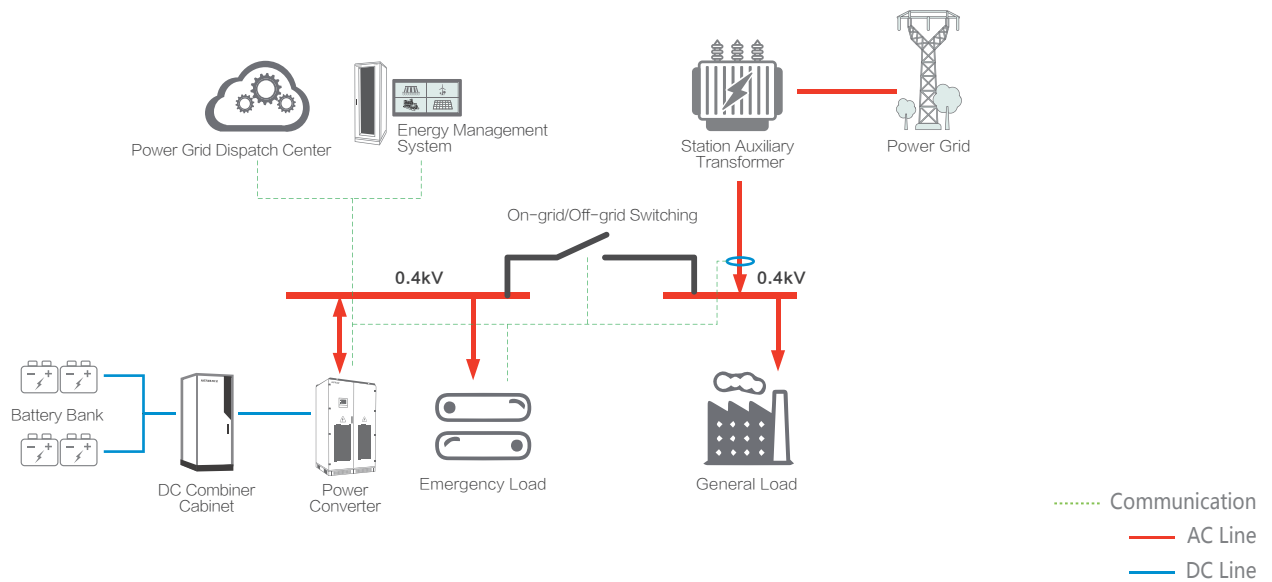 Power Grid Dispatch Center
Energy Management
System
Station Auxiliary
Transformer
Power Grid
On-grid/Off-grid Switching
0.4kV
0.4kV
Battery Bank
DC Combiner
Cabinet
Power
Converter
Emergency Load
General Load
Communication
AC Line
DC Line